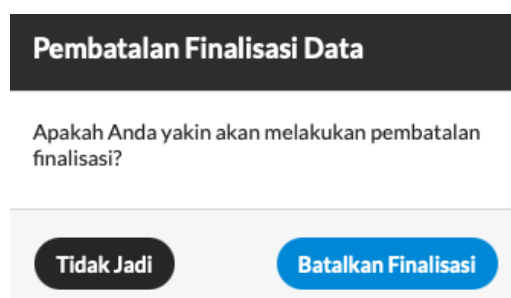 Pembatalan Finalisasi Data
Apakah Anda yakin akan melakukan pembatalan
finalisasi?
Tidak Jadi
Batalkan Finalisasi